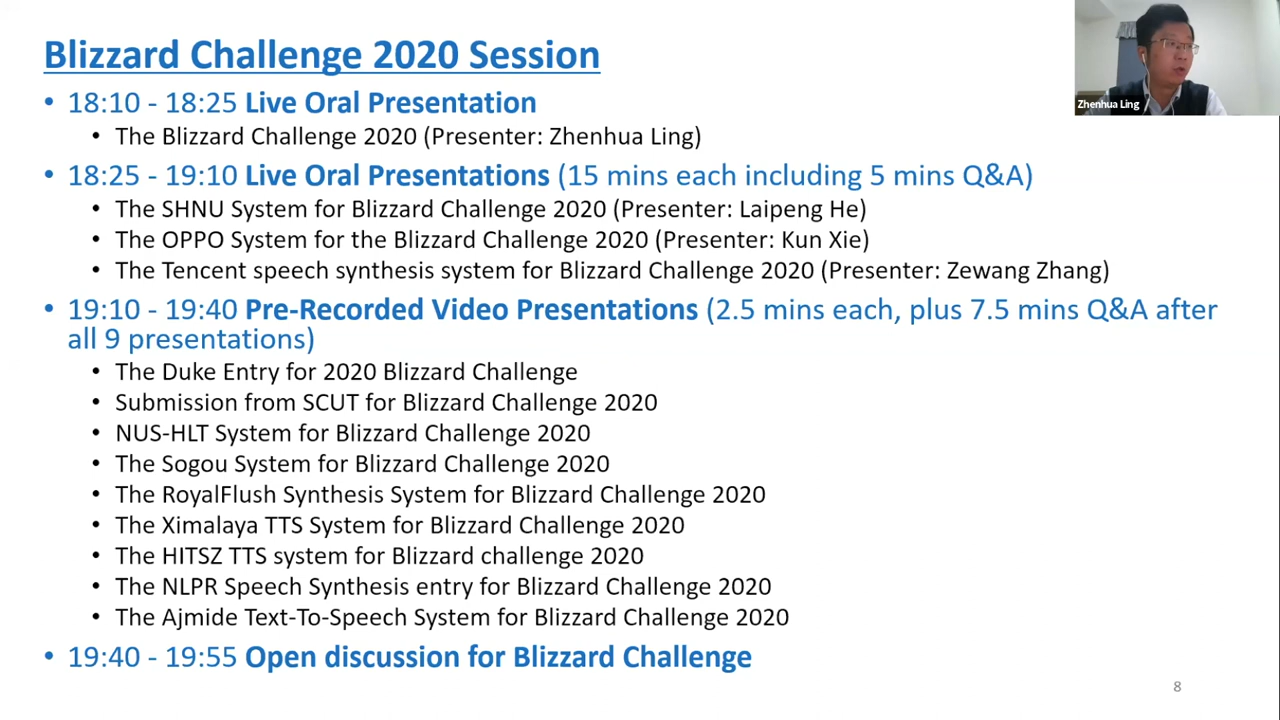 Blizzard Challenge 2020 Session
Zhenhua Ling
• 18:10 - 18:25 Live Oral Presentation
• The Blizzard Challenge 2020 (Presenter: Zhenhua Ling)
• 18:25 - 19:10 Live Oral Presentations (15 mins each including 5 mins Q&A)
• The SHNU System for Blizzard Challenge 2020 (Presenter: Laipeng He)
• The OPPO System for the Blizzard Challenge 2020 (Presenter: Kun Xie)
• The Tencent speech synthesis system for Blizzard Challenge 2020 (Presenter: Zewang Zhang)
• 19:10 - 19:40 Pre-Recorded Video Presentations (2.5 mins each, plus 7.5 mins Q&A after
all 9 presentations)
• The Duke Entry for 2020 Blizzard Challenge
• Submission from SCUT for Blizzard Challenge 2020
• NUS-HLT System for Blizzard Challenge 2020
• The Sogou System for Blizzard Challenge 2020
• The RoyalFlush Synthesis System for Blizzard Challenge 2020
• The Ximalaya TTS System for Blizzard Challenge 2020
• The HITSZ TTS system for Blizzard challenge 2020
• The NLPR Speech Synthesis entry for Blizzard Challenge 2020
• The Ajmide Text-To-Speech System for Blizzard Challenge 2020
• 19:40 - 19:55 Open discussion for Blizzard Challenge
8